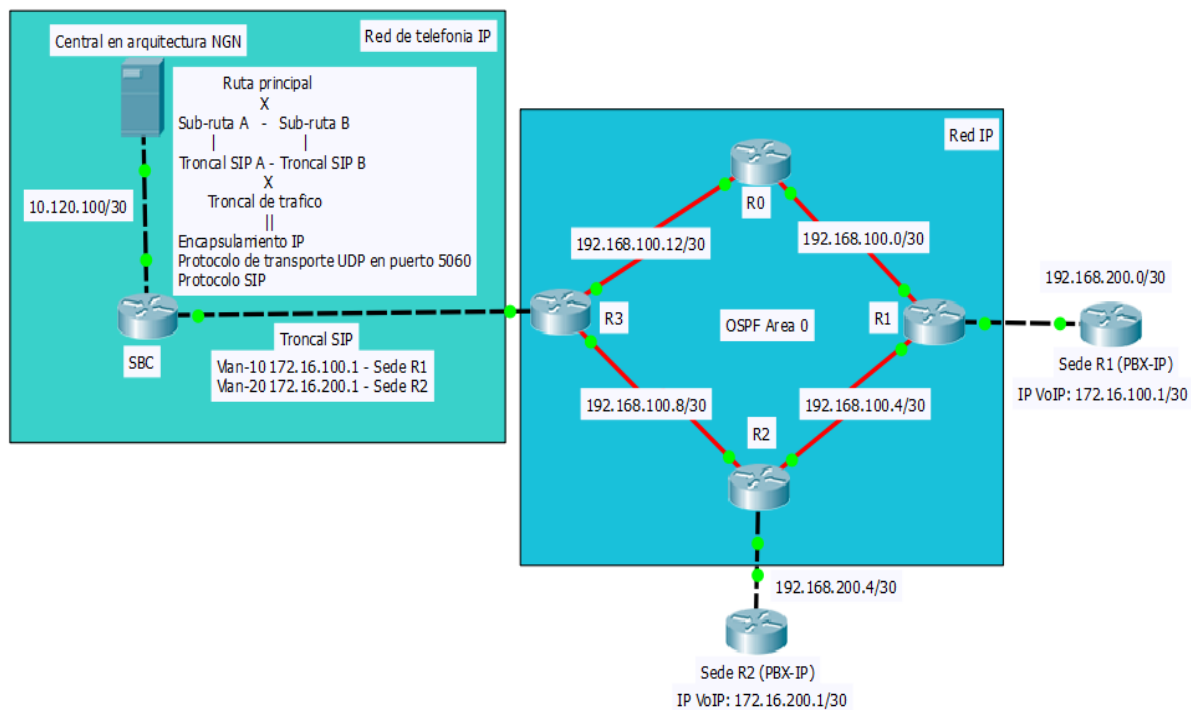 Central en arquitectura NGN
Red de telefonia IP
Ruta principal
X
Sub-ruta A - Sub-ruta B
| |
Troncal SIP A - Troncal SIP B
X
Troncal de trafico
||
Encapsulamiento IP
Protocolo de transporte UDP en puerto 5060
Protocolo SIP
10.120.100/30
SBC
Troncal SIP
Vlan-10 172.16.100.1 - Sede R1
Vlan-20 172.16.200.1 - Sede R2
Red IP
R0
192.168.100.12/30
192.168.100.0/30
R3
OSPF Area 0
R1
192.168.100.8/30
192.168.100.4/30
R2
192.168.200.0/30
Sede R1 (PBX-IP)
IP VoIP: 172.16.100.1/30
192.168.200.4/30
Sede R2 (PBX-IP)
IP VoIP: 172.16.200.1/30